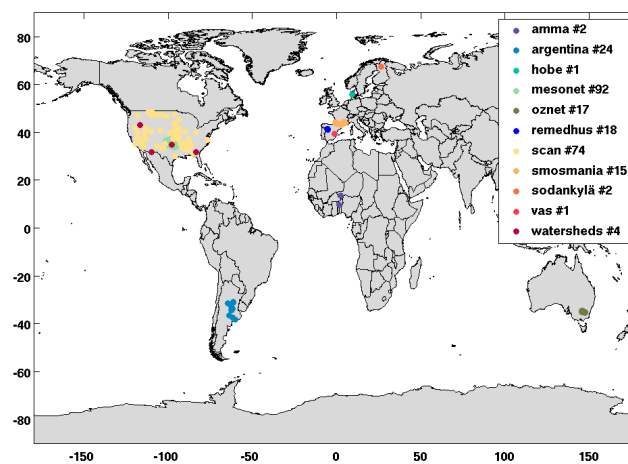 80
60
40
20
0
-20
-40
-60
-80
-150
-100
-50
0
50
100
150
amma #2
argentina #24
hobe #1
mesonet #92
oznet #17
remedhus #18
scan #74
smosmania #15
sodankylä #2
vas #1
watersheds #4